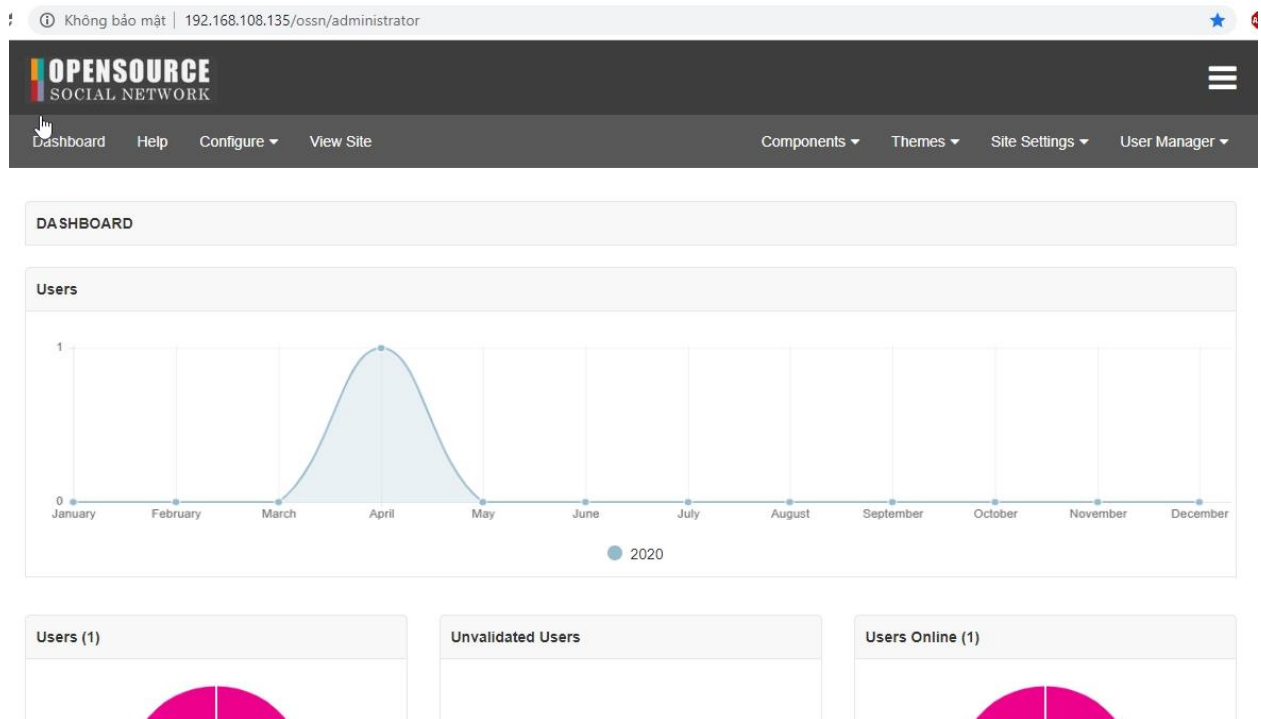 Không bảo mật | 192.168.108.135/ossn/administrator
OPENSOURCE
SOCIAL NETWORK
Dashboard Help Configure View Site Components Themes Site Settings User Manager
DASHBOARD
Users
1
0
January February March April May June July August September October November December
2020
Users (1) Unvalidated Users Users Online (1)